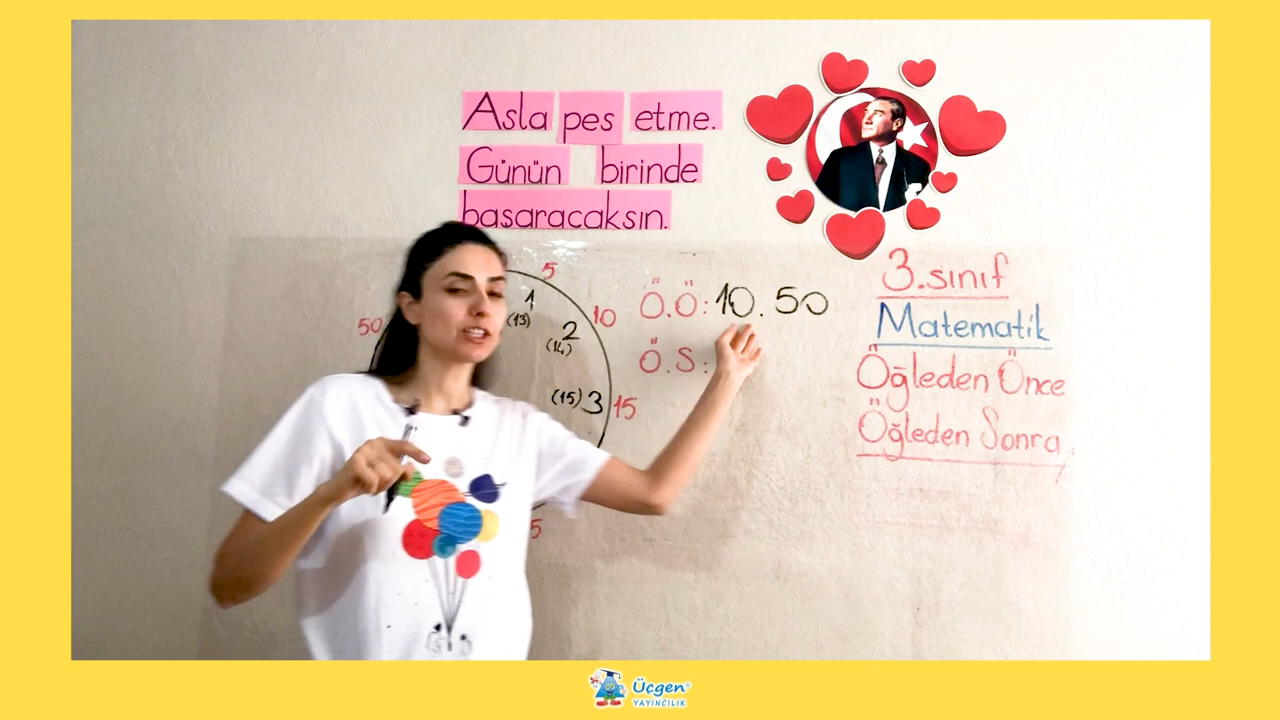 Asla pes etme.
Günün birinde
başaracaksın.
5
50
1
(13)
10
2
(14)
(15) 3 15
5
Ö.Ö: 10.50
Ö.S:
3.sınıf
Matematik
Öğleden Önce
Öğleden Sonra
Üçgen
YAYINCILIK